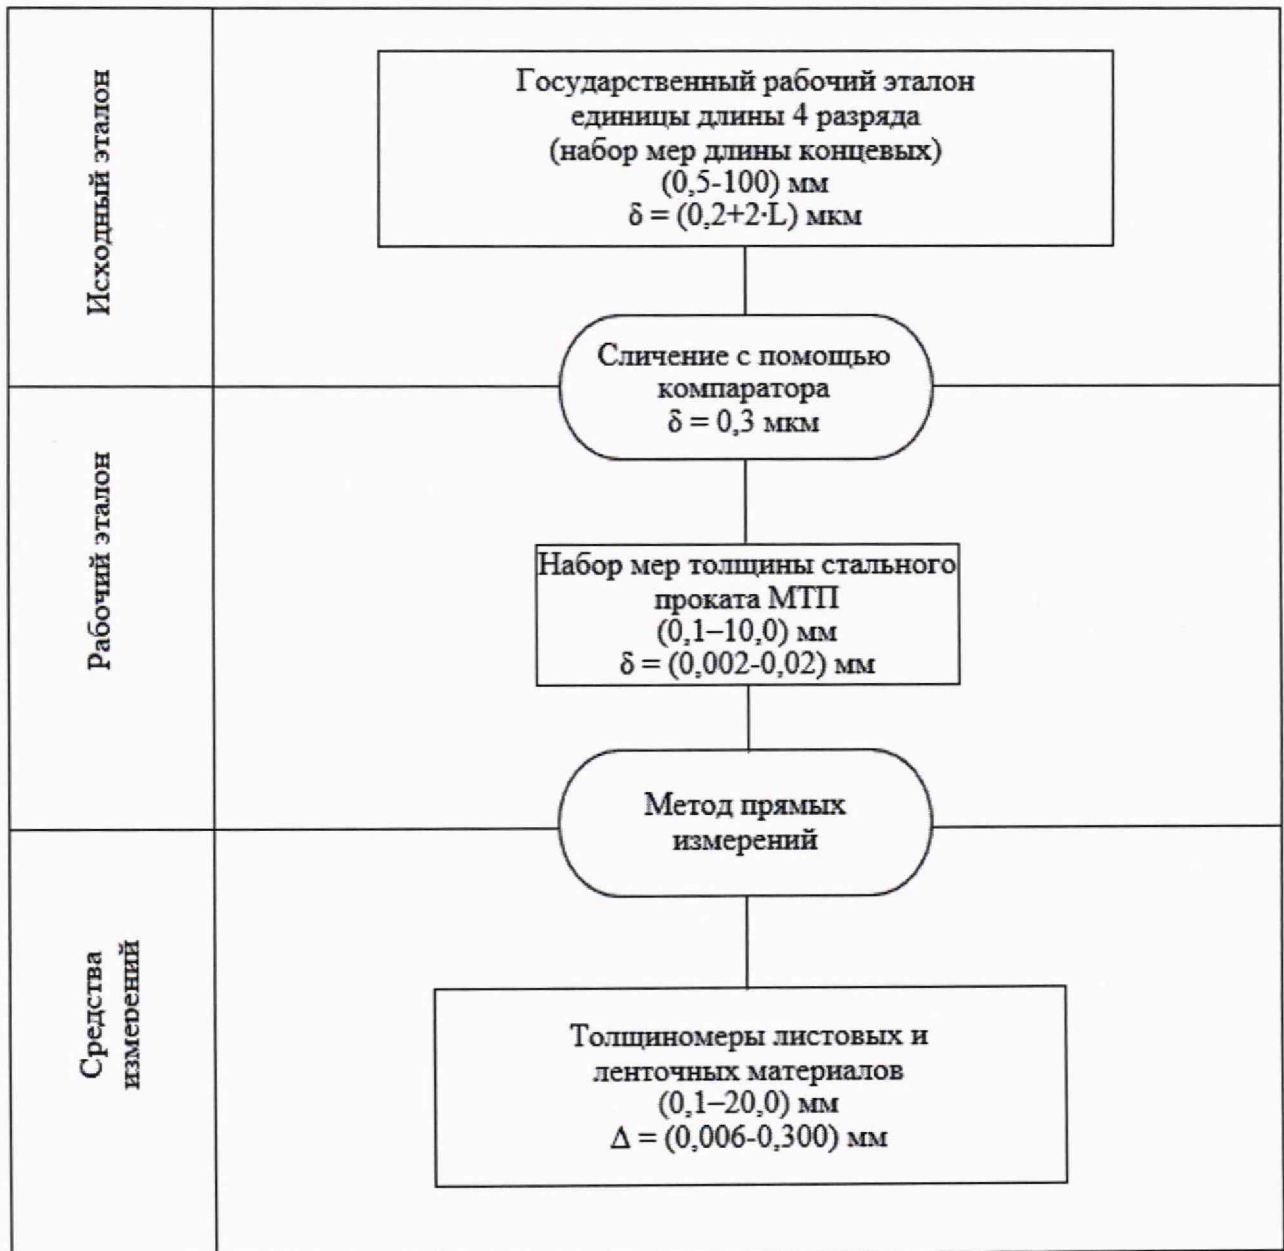 Исходный эталон
Государственный рабочий эталон
единицы длины 4 разряда
(набор мер длины концевых)
(0,5-100) мм
δ = (0,2+2·L) мкм
Сличение с помощью
компаратора
δ = 0,3 мкм
Рабочий эталон
Набор мер толщины стального
проката МТП
(0,1–10,0) мм
δ = (0,002-0,02) мм
Метод прямых
измерений
Средства
измерений
Толщиномеры листовых и
ленточных материалов
(0,1–20,0) мм
Δ = (0,006-0,300) мм